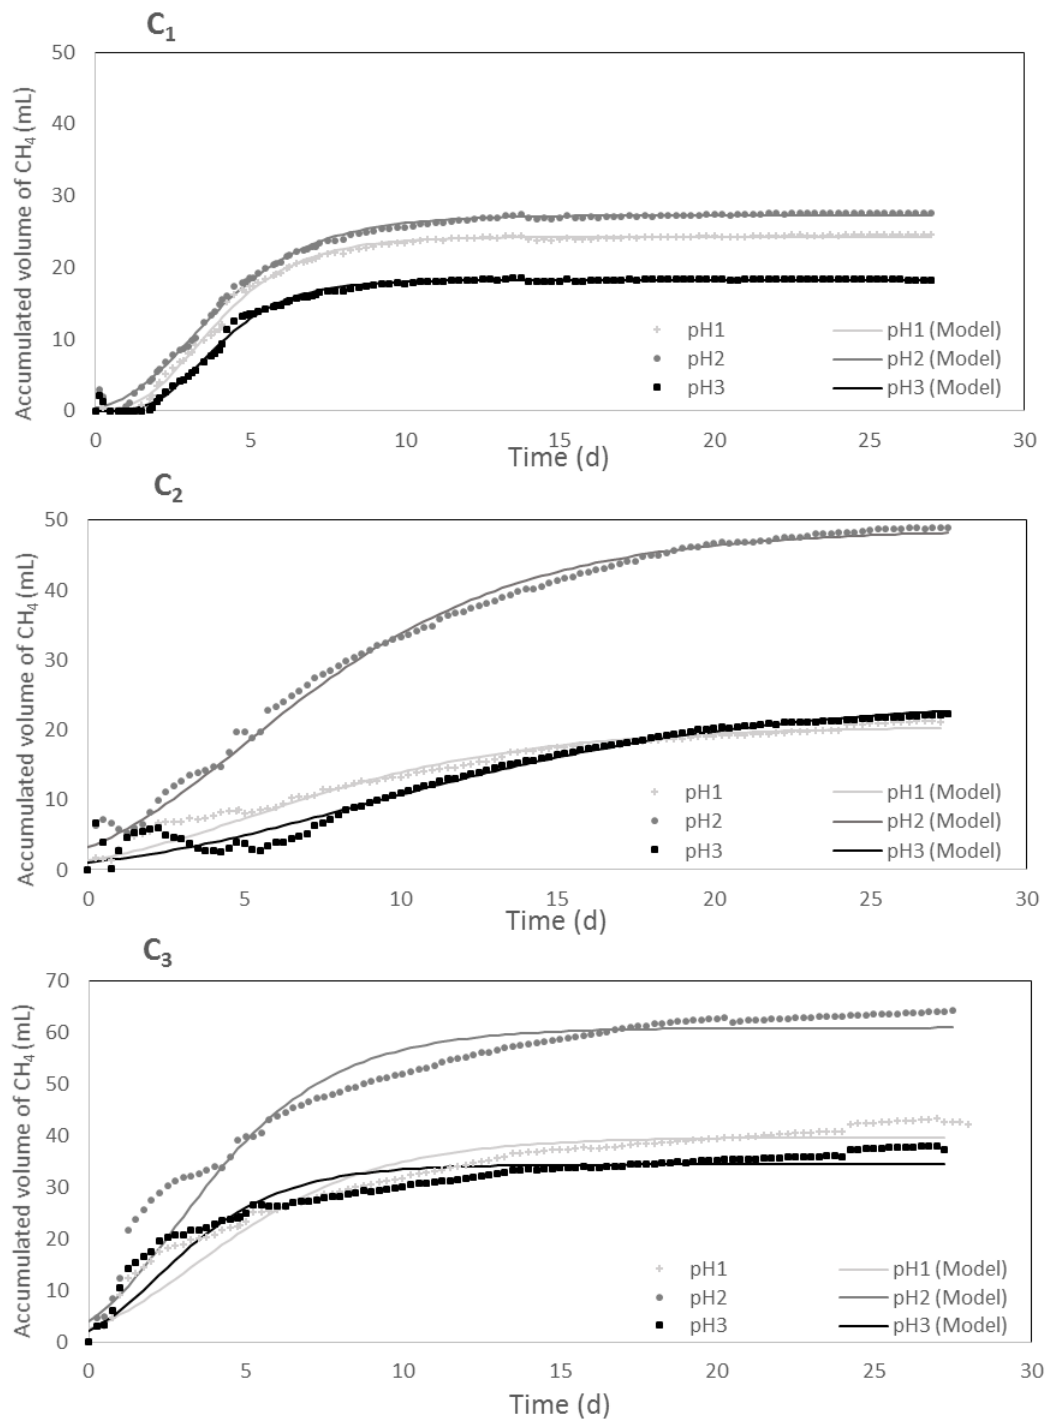 C₁
Accumulated volume of CH₄ (mL)
50
40
30
20
10
0
pH1 pH1 (Model)
pH2 pH2 (Model)
pH3 pH3 (Model)
0 5 10 15 20 25 30
Time (d)
C₂
Accumulated volume of CH₄ (mL)
50
40
30
20
10
0
pH1 pH1 (Model)
pH2 pH2 (Model)
pH3 pH3 (Model)
0 5 10 15 20 25 30
Time (d)
C₃
Accumulated volume of CH₄ (mL)
70
60
50
40
30
20
10
0
pH1 pH1 (Model)
pH2 pH2 (Model)
pH3 pH3 (Model)
0 5 10 15 20 25 30
Time (d)